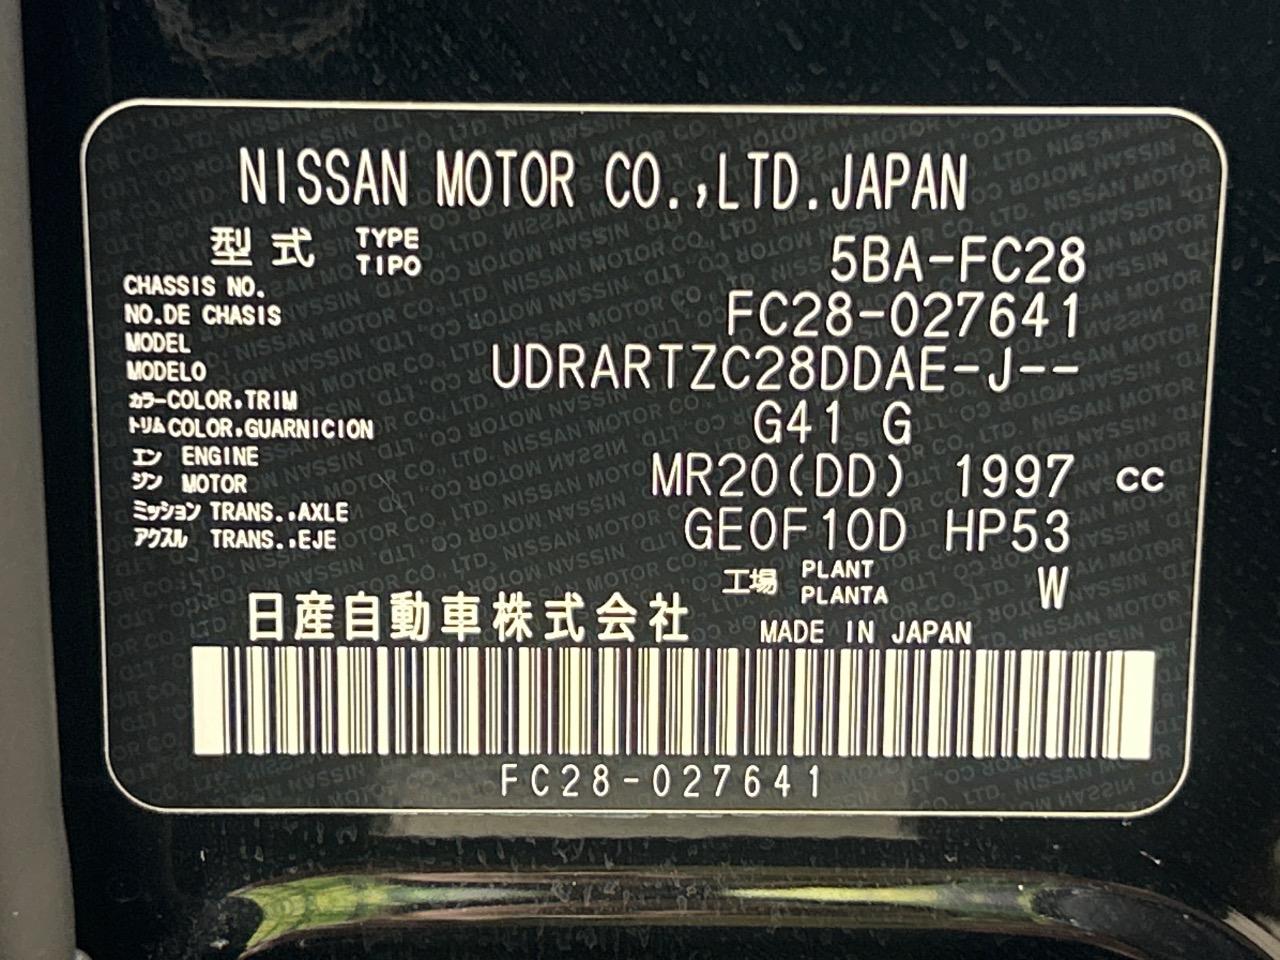 NISSAN MOTOR CO.,LTD.JAPAN
型式 TYPE TIPO 5BA-FC28
CHASSIS NO.
NO.DE CHASIS FC28-027641
MODEL
MODELO UDRARTZC28DDAE-J--
カラー COLOR,TRIM
トリム COLOR,GUARNICION G41 G
エン ENGINE
ジン MOTOR MR20(DD) 1997 cc
ミッション TRANS.,AXLE
アクスル TRANS.,EJE GE0F10D HP53
工場 PLANT PLANTA W
日産自動車株式会社 MADE IN JAPAN
FC28-027641